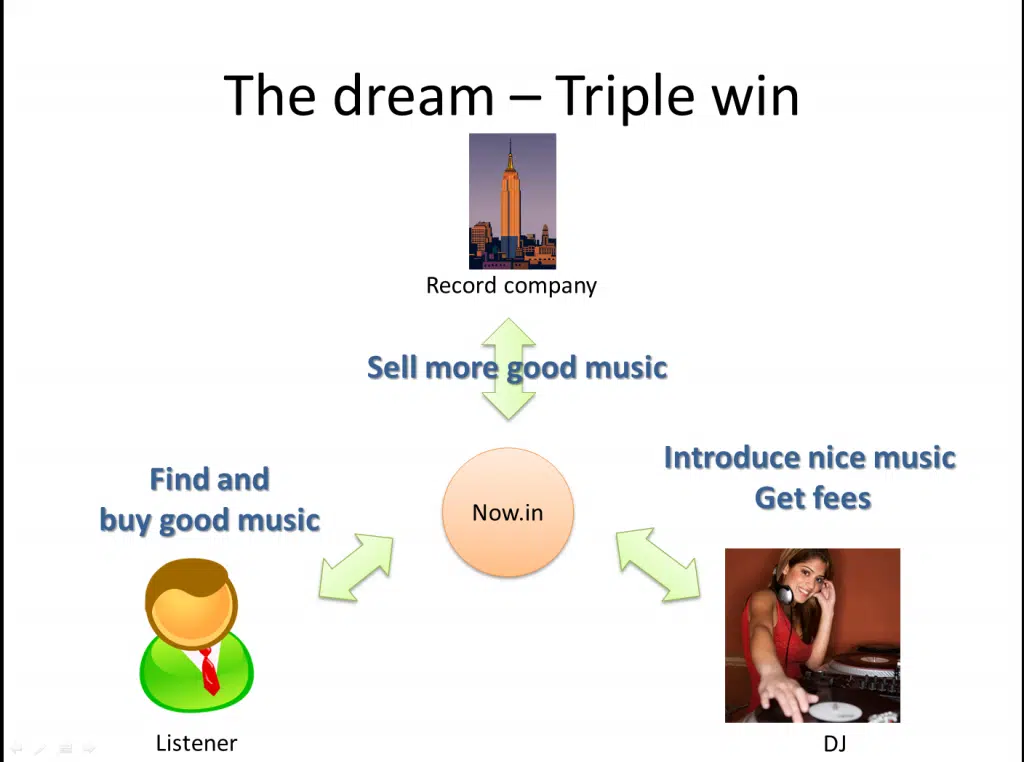 The dream – Triple win
Record company
Sell more good music
Introduce nice music
Get fees
Find and
buy good music
Now.in
Listener
DJ